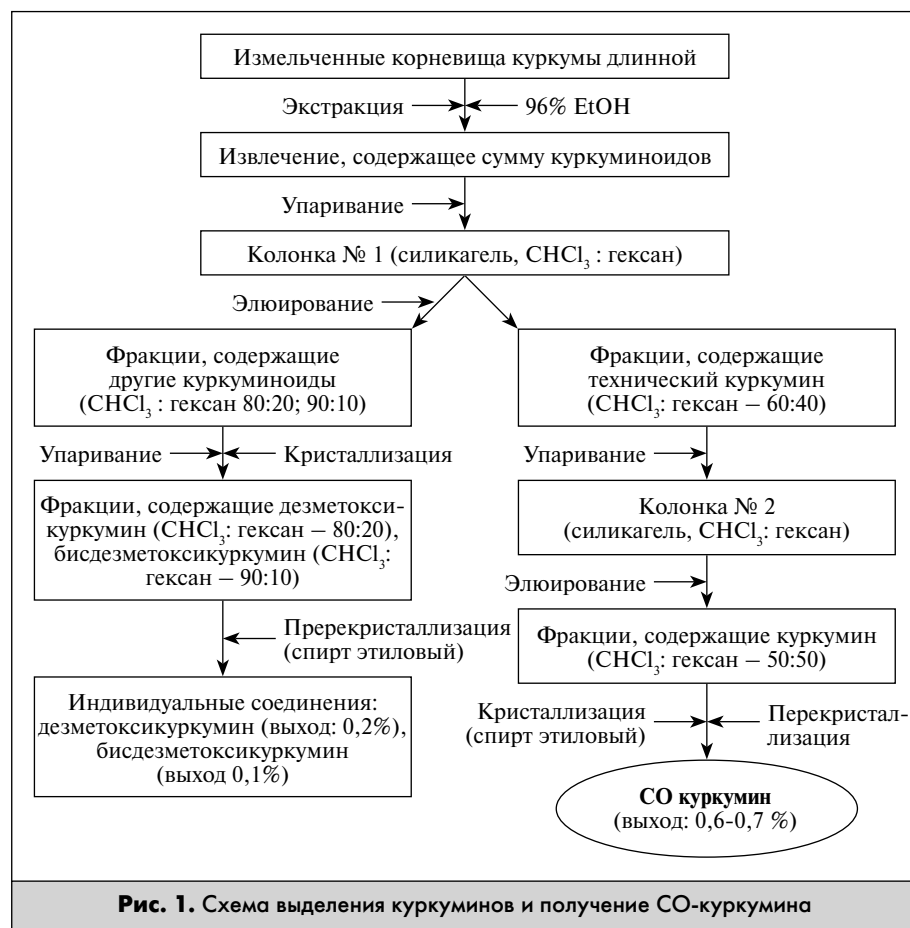 Измельченные корневища куркумы длинной
Экстракция
96% EtOH
Извлечение, содержащее сумму куркуминоидов
Упаривание
Колонка № 1 (силикагель, CHCl₃ : гексан)
Элюирование
Фракции, содержащие
другие куркуминоиды
(CHCl₃ : гексан 80:20; 90:10)
Фракции, содержащие
технический куркумин
(CHCl₃: гексан – 60:40)
Упаривание
Кристаллизация
Упаривание
Фракции, содержащие дезметокси-
куркумин (CHCl₃: гексан – 80:20),
бисдезметоксикуркумин (CHCl₃:
гексан – 90:10)
Колонка № 2
(силикагель, CHCl₃: гексан)
Элюирование
Пререкристаллизация
(спирт этиловый)
Фракции, содержащие куркумин
(CHCl₃: гексан – 50:50)
Индивидуальные соединения:
дезметоксикуркумин (выход: 0,2%),
бисдезметоксикуркумин
(выход 0,1%)
Кристаллизация
(спирт этиловый)
Перекристал-
лизация
СО куркумин
(выход: 0,6-0,7 %)
Рис. 1. Схема выделения куркуминов и получение СО-куркумина